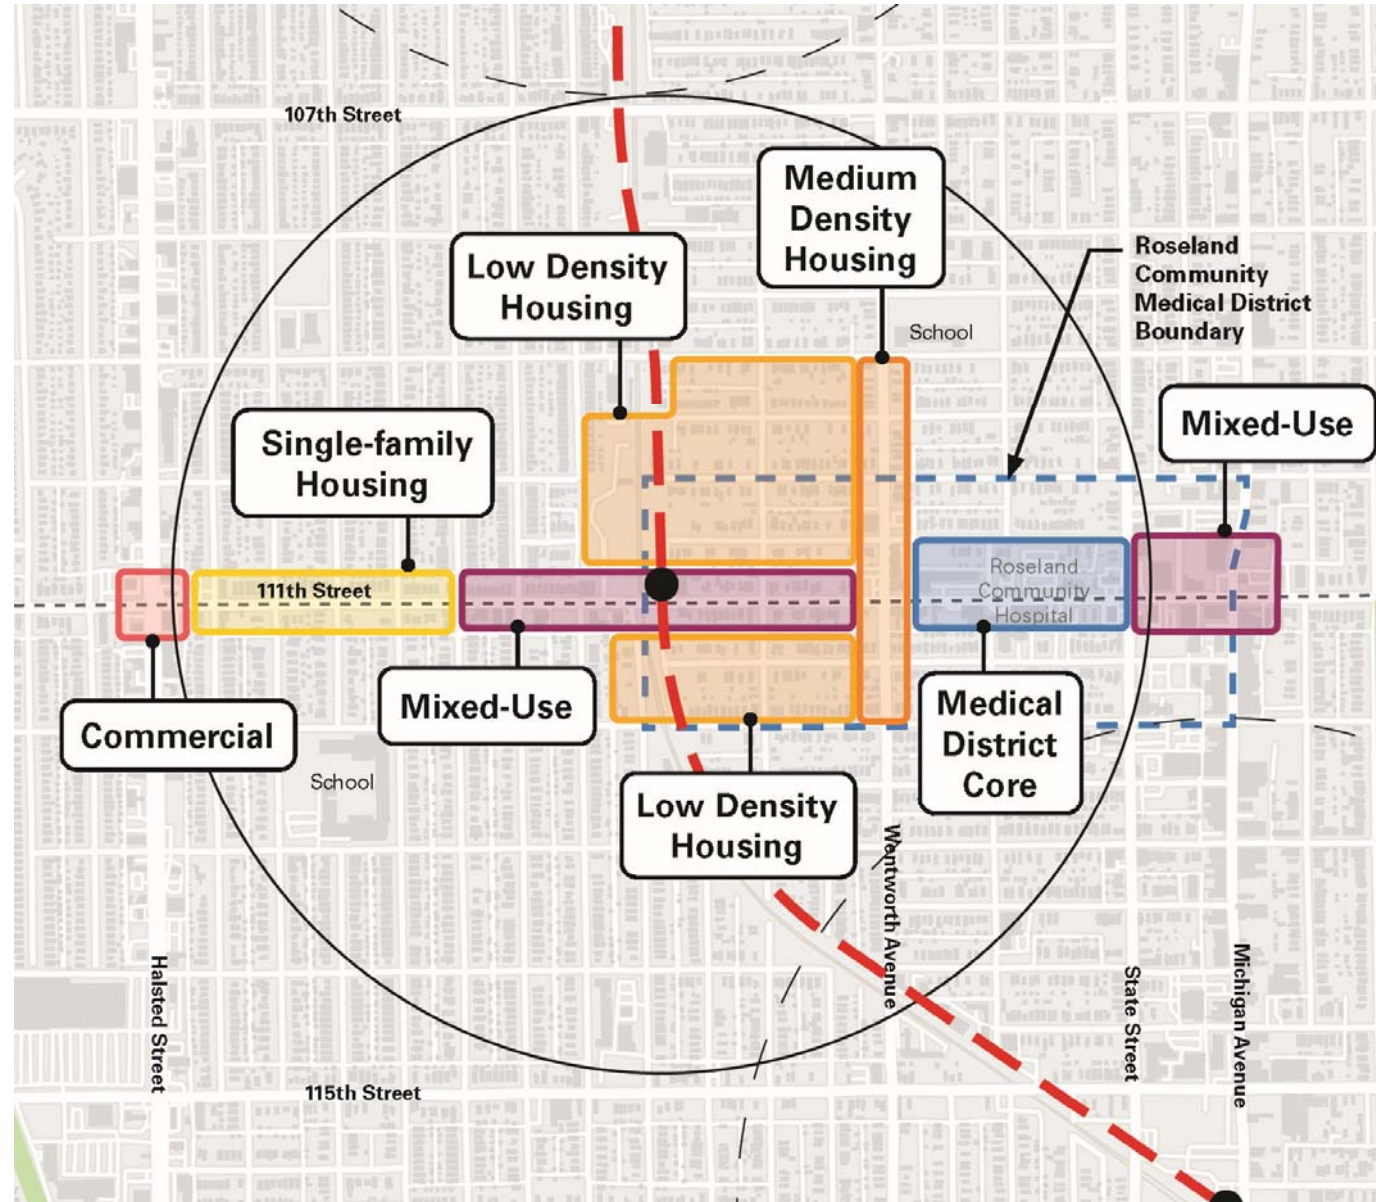 107th Street
Medium
Density
Housing
Low Density
Housing
Roseland
Community
Medical District
Boundary
School
Mixed-Use
Single-family
Housing
111th Street
Roseland
Community
Hospital
Mixed-Use
Commercial
Medical
District
Core
School
Low Density
Housing
Wentworth Avenue
Halsted Street
State Street
Michigan Avenue
115th Street